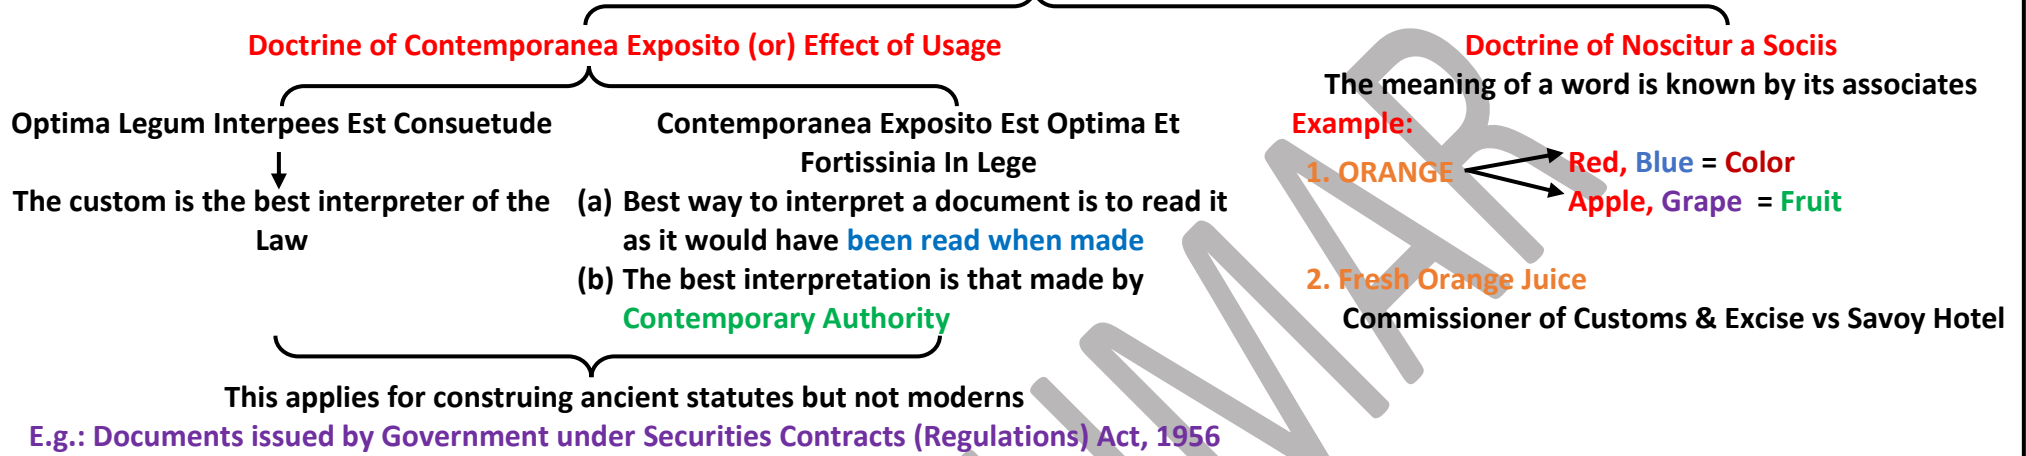 Doctrine of Contemporanea Exposito (or) Effect of Usage
Optima Legum Interpees Est Consuetude
The custom is the best interpreter of the
Law
Contemporanea Exposito Est Optima Et
Fortissinia In Lege
(a) Best way to interpret a document is to read it
as it would have been read when made
(b) The best interpretation is that made by
Contemporary Authority
This applies for construing ancient statutes but not moderns
E.g.: Documents issued by Government under Securities Contracts (Regulations) Act, 1956
Doctrine of Noscitur a Sociis
The meaning of a word is known by its associates
Example:
1. ORANGE
Red, Blue = Color
Apple, Grape = Fruit
2. Fresh Orange Juice
Commissioner of Customs & Excise vs Savoy Hotel